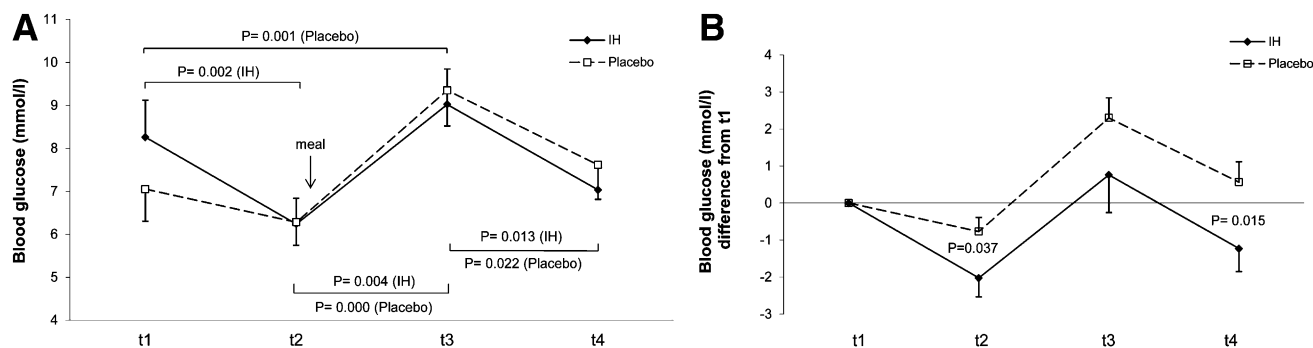 A
Blood glucose (mmol/l)
11
10
9
8
7
6
5
4
P= 0.001 (Placebo)
P= 0.002 (IH)
meal
IH
Placebo
P= 0.013 (IH)
P= 0.022 (Placebo)
P= 0.004 (IH)
P= 0.000 (Placebo)
t1 t2 t3 t4
B
Blood glucose (mmol/l)
difference from t1
4
3
2
1
0
-1
-2
-3
IH
Placebo
P=0.037
P= 0.015
t1 t2 t3 t4